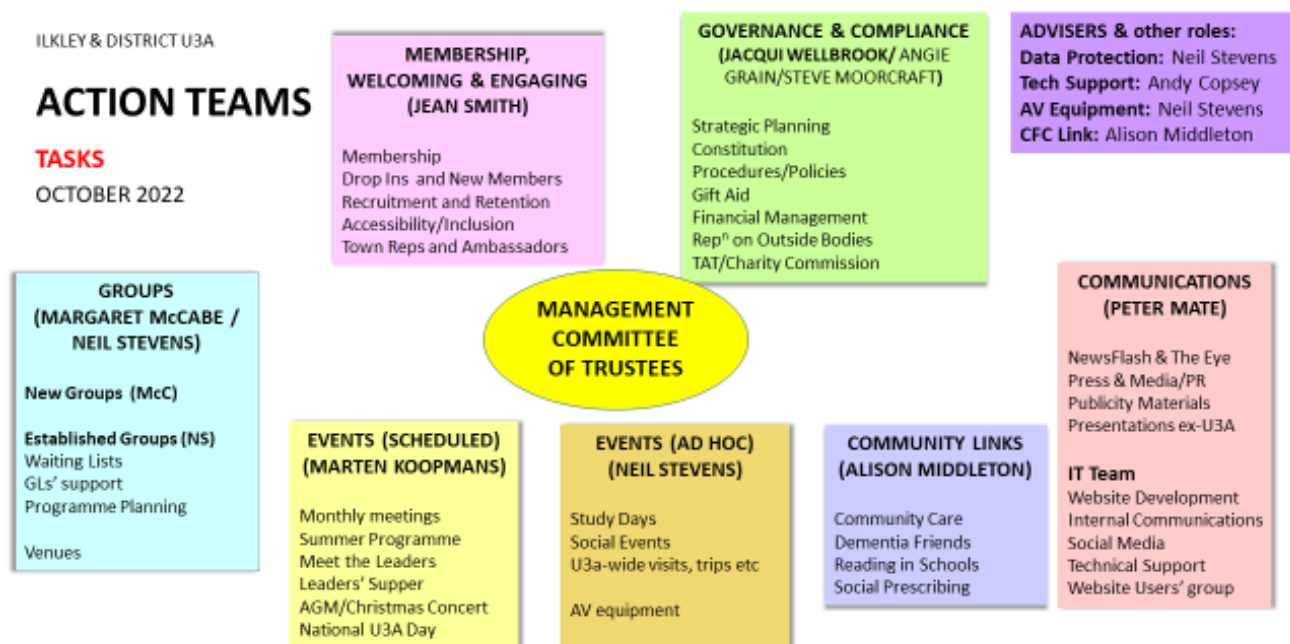 ILKLEY & DISTRICT U3A
ACTION TEAMS
TASKS
OCTOBER 2022
MEMBERSHIP,
WELCOMING & ENGAGING
(JEAN SMITH)
Membership
Drop Ins and New Members
Recruitment and Retention
Accessibility/Inclusion
Town Reps and Ambassadors
GOVERNANCE & COMPLIANCE
(JACQUI WELLBROOK/ ANGIE
GRAIN/STEVE MOORCRAFT)
Strategic Planning
Constitution
Procedures/Policies
Gift Aid
Financial Management
Repⁿ on Outside Bodies
TAT/Charity Commission
ADVISERS & other roles:
Data Protection: Neil Stevens
Tech Support: Andy Copsey
AV Equipment: Neil Stevens
CFC Link: Alison Middleton
GROUPS
(MARGARET McCABE /
NEIL STEVENS)
New Groups (McC)
Established Groups (NS)
Waiting Lists
GLs' support
Programme Planning
Venues
MANAGEMENT
COMMITTEE
OF TRUSTEES
COMMUNICATIONS
(PETER MATE)
NewsFlash & The Eye
Press & Media/PR
Publicity Materials
Presentations ex-U3A
IT Team
Website Development
Internal Communications
Social Media
Technical Support
Website Users' group
EVENTS (SCHEDULED)
(MARTEN KOOPMANS)
Monthly meetings
Summer Programme
Meet the Leaders
Leaders' Supper
AGM/Christmas Concert
National U3A Day
EVENTS (AD HOC)
(NEIL STEVENS)
Study Days
Social Events
U3a-wide visits, trips etc
AV equipment
COMMUNITY LINKS
(ALISON MIDDLETON)
Community Care
Dementia Friends
Reading in Schools
Social Prescribing